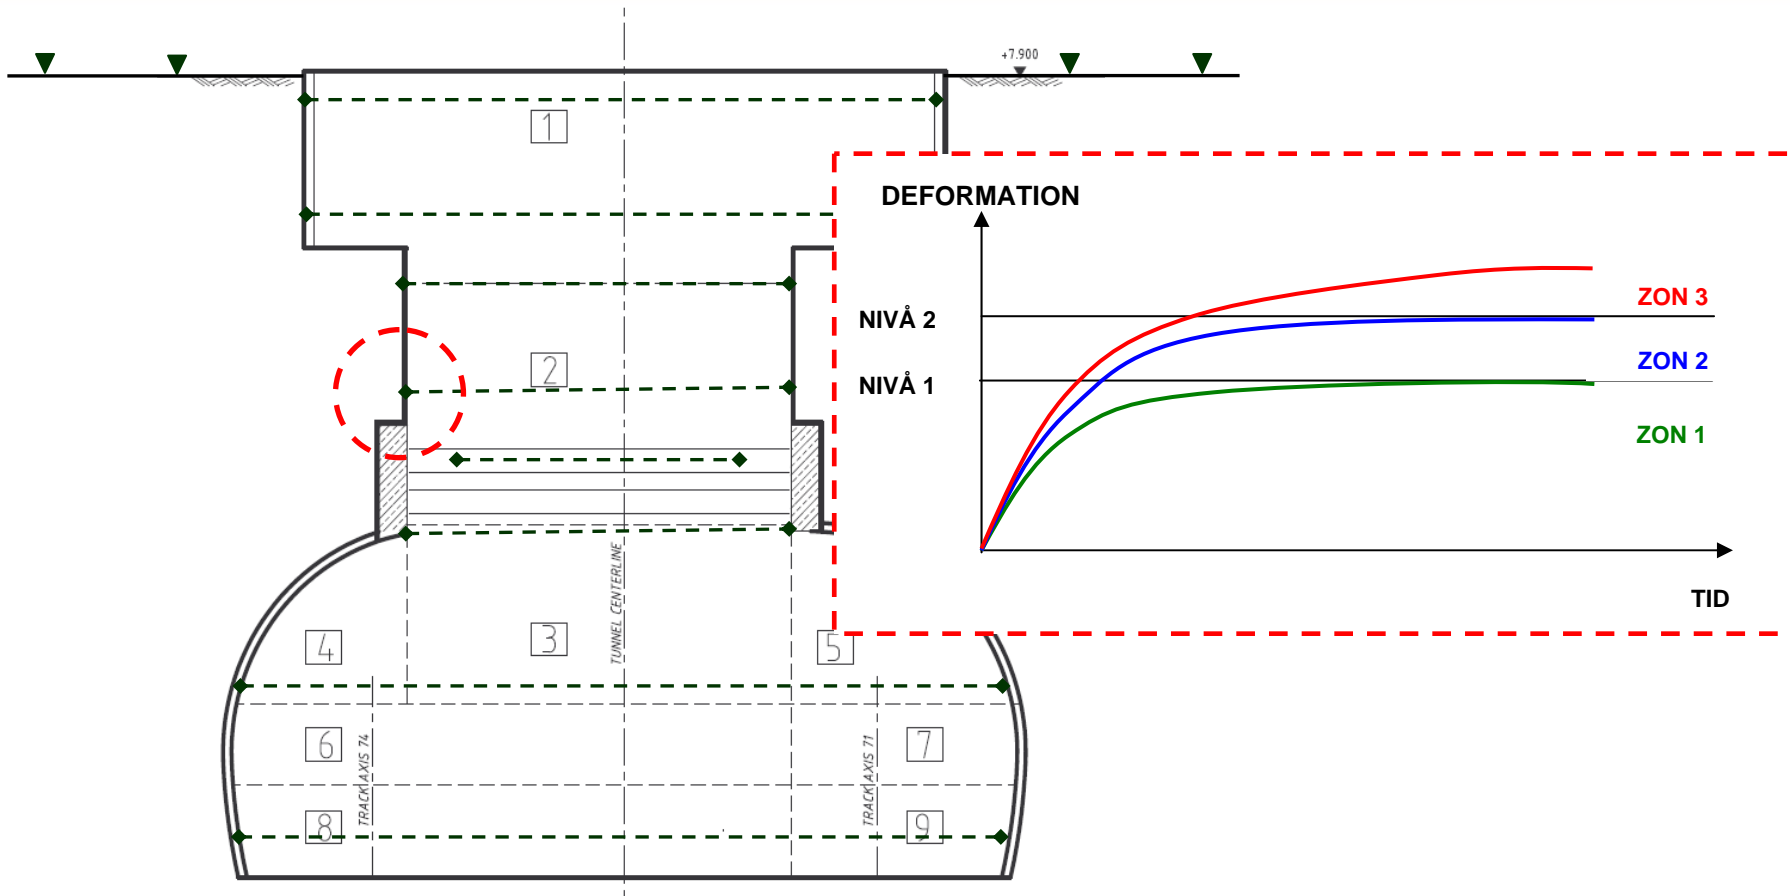 +7.900
1
DEFORMATION
ZON 3
NIVÅ 2
ZON 2
2
NIVÅ 1
ZON 1
TID
TUNNEL CENTERLINE
4
3
5
6
TRACK AXIS 74
TRACK AXIS 71
7
8
9